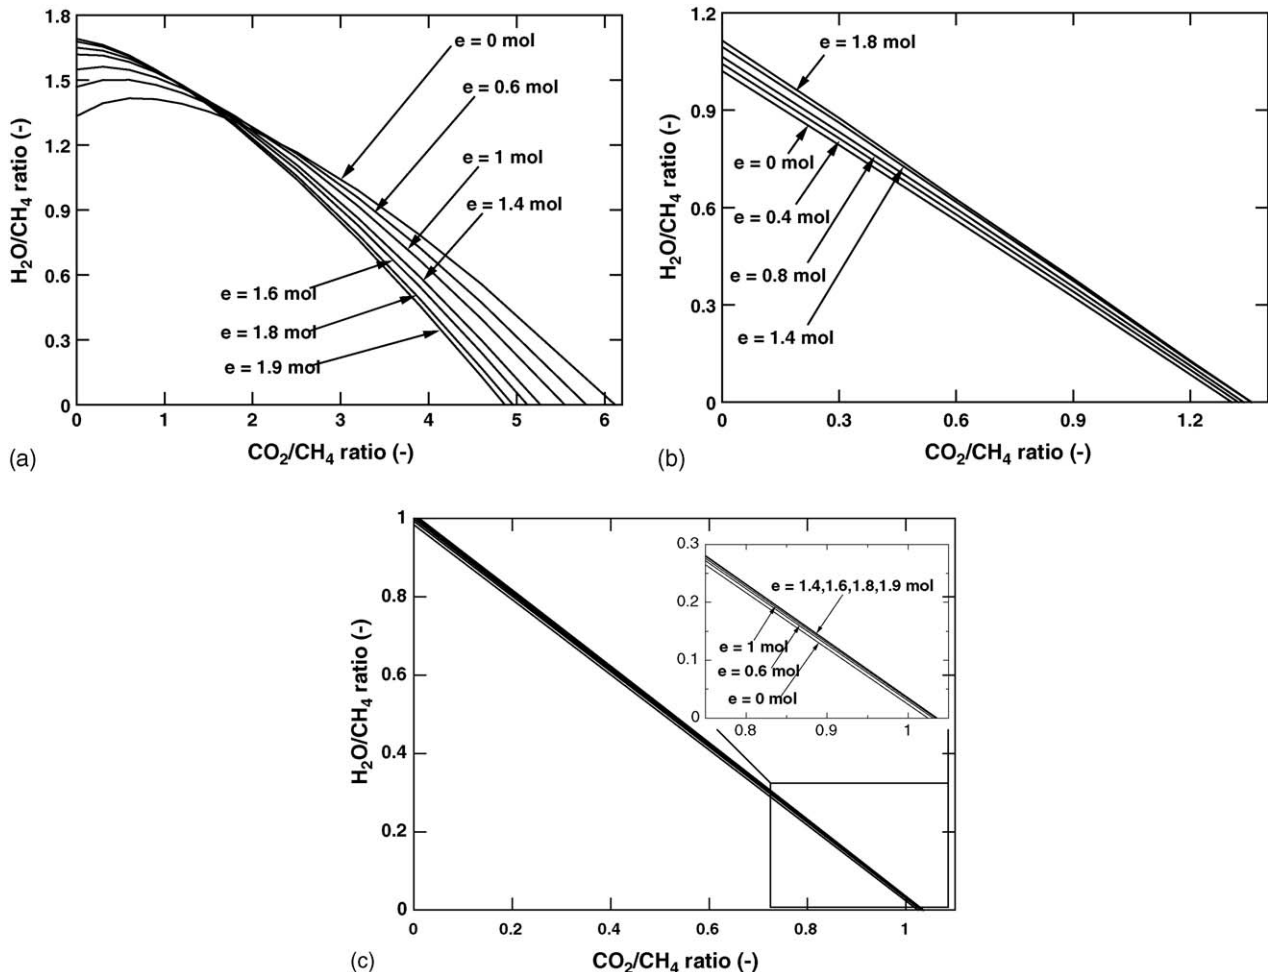 1.8
1.5
1.2
0.9
0.6
0.3
0
0 1 2 3 4 5 6
H₂O/CH₄ ratio (-)
CO₂/CH₄ ratio (-)
e = 0 mol
e = 0.6 mol
e = 1 mol
e = 1.4 mol
e = 1.6 mol
e = 1.8 mol
e = 1.9 mol
(a)
1.2
0.9
0.6
0.3
0
0 0.3 0.6 0.9 1.2
H₂O/CH₄ ratio (-)
CO₂/CH₄ ratio (-)
e = 1.8 mol
e = 0 mol
e = 0.4 mol
e = 0.8 mol
e = 1.4 mol
(b)
1
0.8
0.6
0.4
0.2
0
0 0.2 0.4 0.6 0.8 1
H₂O/CH₄ ratio (-)
CO₂/CH₄ ratio (-)
0.3
0.2
0.1
0
0.8 0.9 1
e = 1.4,1.6,1.8,1.9 mol
e = 1 mol
e = 0.6 mol
e = 0 mol
(c)